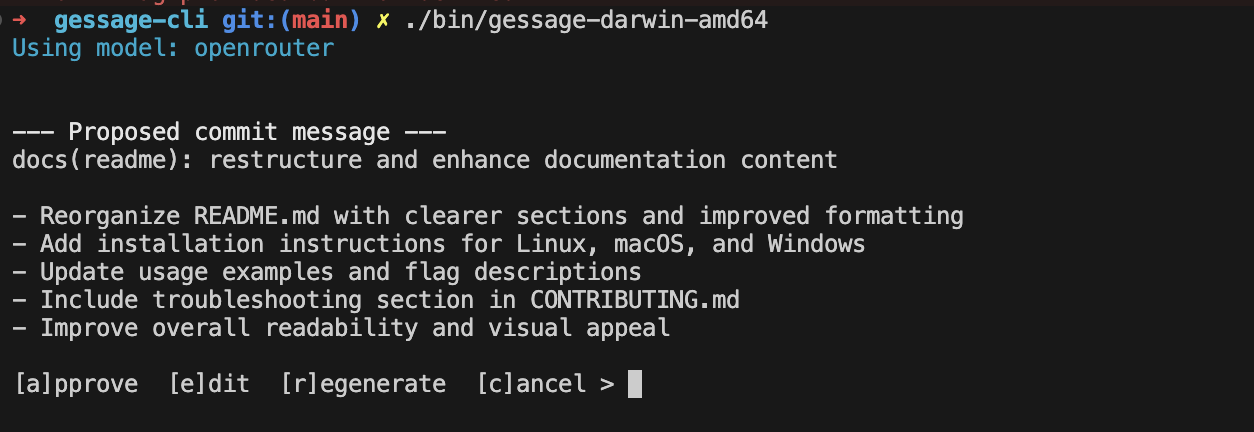 ➜ gessage-cli git:(main) ✗ ./bin/gessage-darwin-amd64
Using model: openrouter
--- Proposed commit message ---
docs(readme): restructure and enhance documentation content
- Reorganize README.md with clearer sections and improved formatting
- Add installation instructions for Linux, macOS, and Windows
- Update usage examples and flag descriptions
- Include troubleshooting section in CONTRIBUTING.md
- Improve overall readability and visual appeal
[a]pprove [e]dit [r]egenerate [c]ancel >